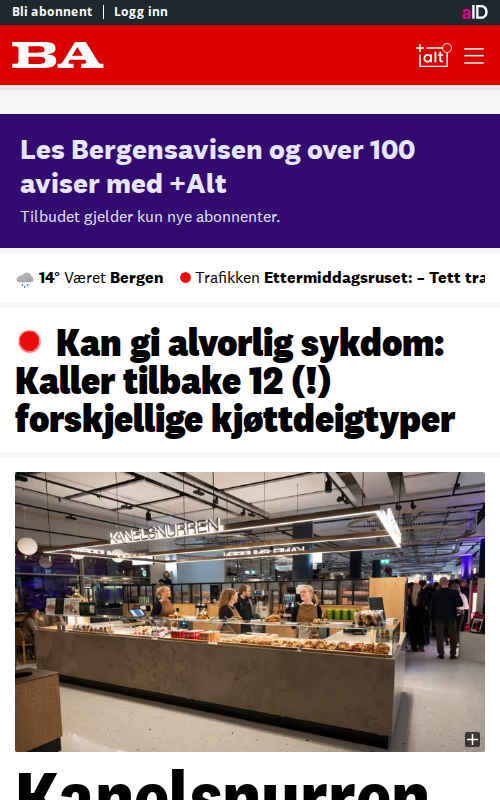 Bli abonnent | Logg inn
aID
BA
+alt
Les Bergensavisen og over 100
aviser med +Alt
Tilbudet gjelder kun nye abonnenter.
14° Været Bergen
Trafikken Ettermiddagsruset: – Tett tra
Kan gi alvorlig sykdom:
Kaller tilbake 12 (!)
forskjellige kjøttdeigtyper
KANELSNURREN
Kanelsnurren